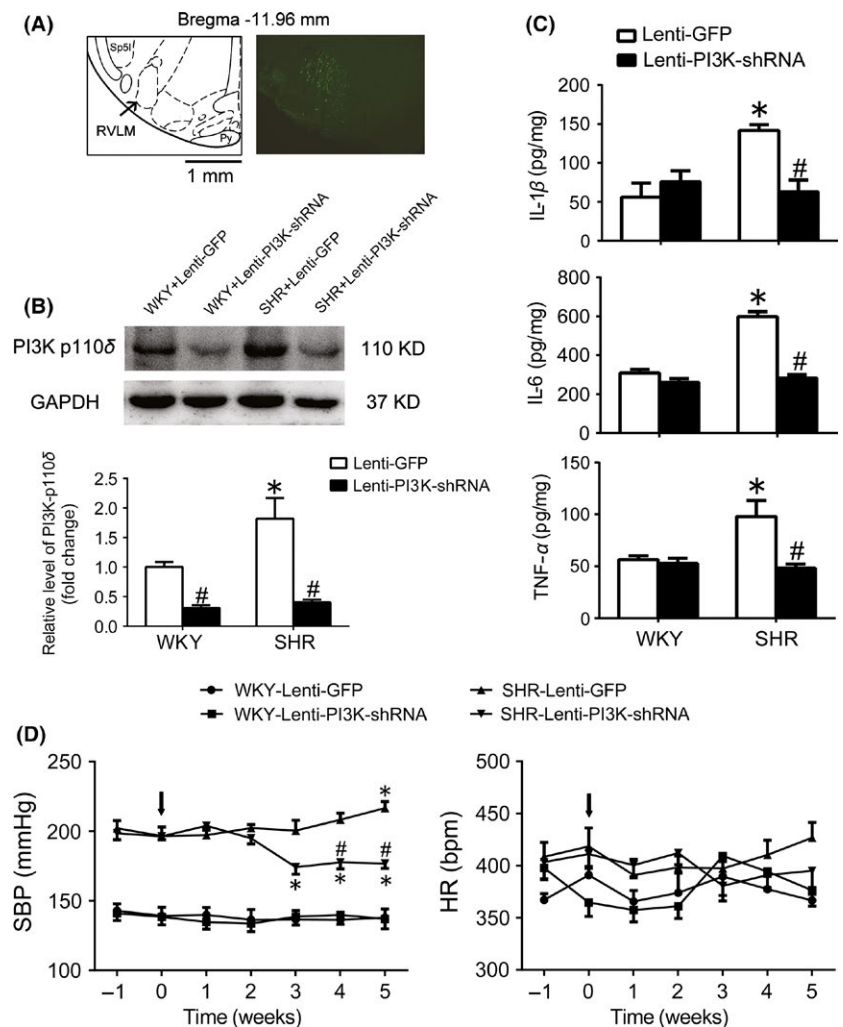 (A)
Bregma -11.96 mm
Sp5I
RVLM
Py
1 mm
(B)
WKY+Lenti-GFP
WKY+Lenti-PI3K-shRNA
SHR+Lenti-GFP
SHR+Lenti-PI3K-shRNA
PI3K p110δ
110 KD
GAPDH
37 KD
Lenti-GFP
Lenti-PI3K-shRNA
Relative level of PI3K-p110δ
(fold change)
2.5
2.0
1.5
1.0
0.5
0.0
*
#
#
WKY
SHR
(C)
Lenti-GFP
Lenti-PI3K-shRNA
IL-1β (pg/mg)
200
150
100
50
0
*
#
IL-6 (pg/mg)
800
600
400
200
0
*
#
TNF-α (pg/mg)
150
100
50
0
*
#
WKY
SHR
(D)
WKY-Lenti-GFP
WKY-Lenti-PI3K-shRNA
SHR-Lenti-GFP
SHR-Lenti-PI3K-shRNA
SBP (mmHg)
250
200
150
100
*
# #
* * *
–1 0 1 2 3 4 5
Time (weeks)
HR (bpm)
500
450
400
350
300
–1 0 1 2 3 4 5
Time (weeks)